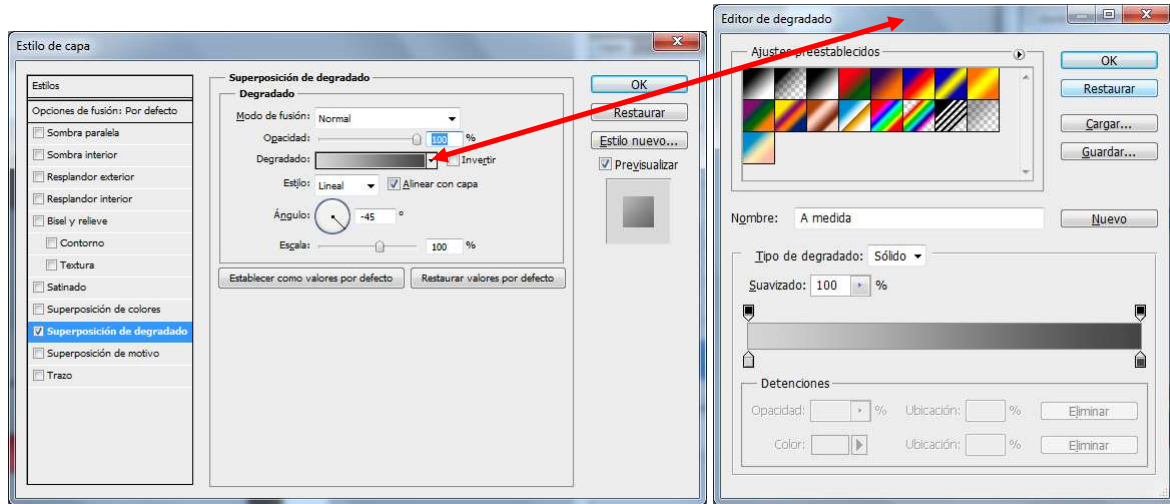 Estilo de capa
Estilos
Opciones de fusión: Por defecto
Sombra paralela
Sombra interior
Resplandor exterior
Resplandor interior
Bisel y relieve
Contorno
Textura
Satinado
Superposición de colores
Superposición de degradado
Superposición de motivo
Trazo
Superposición de degradado
Degradado
Modo de fusión: Normal
Opacidad: 100 %
Degradado: Invertir
Estilo: Lineal Alinear con capa
Ángulo: -45 °
Escala: 100 %
Establecer como valores por defecto Restaurar valores por defecto
OK
Restaurar
Estilo nuevo...
Previsualizar
Editor de degradado
Ajustes preestablecidos
OK
Restaurar
Cargar...
Guardar...
Nombre: A medida Nuevo
Tipo de degradado: Sólido
Suavizado: 100 %
Detenciones
Opacidad: % Ubicación: % Eliminar
Color: Ubicación: % Eliminar